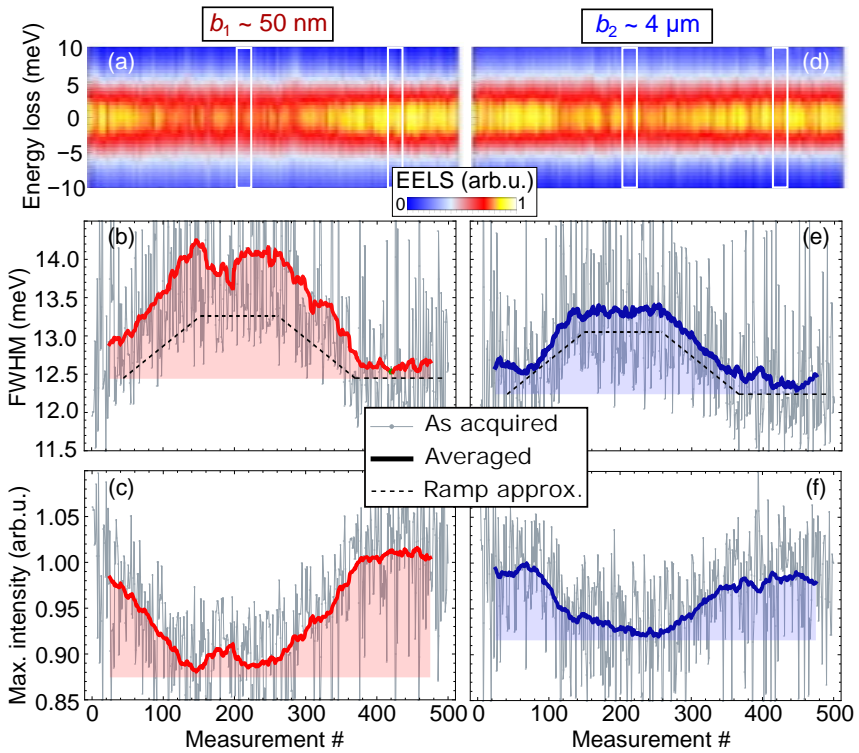 b₁ ~ 50 nm
b₂ ~ 4 µm
Energy loss (meV)
10
5
0
−5
−10
(a)
(d)
EELS (arb.u.)
0
1
FWHM (meV)
14.0
13.5
13.0
12.5
12.0
11.5
(b)
(e)
As acquired
Averaged
Ramp approx.
Max. intensity (arb.u.)
1.05
1.00
0.95
0.90
0.85
(c)
(f)
0 100 200 300 400 500
0 100 200 300 400 500
Measurement #
Measurement #